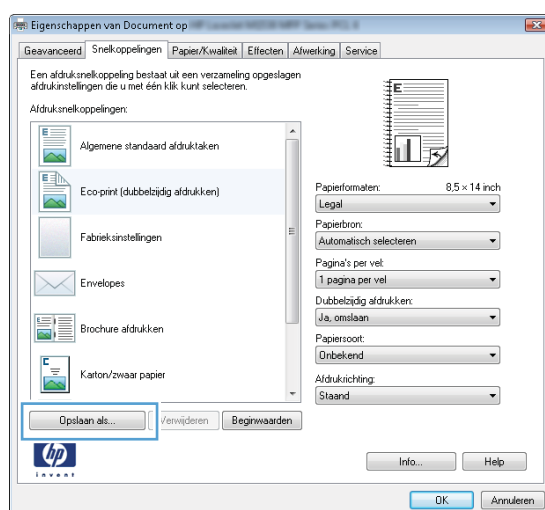 Eigenschappen van Document op
Geavanceerd Snelkoppelingen Papier/Kwaliteit Effecten Afwerking Service
Een afdruksnelkoppeling bestaat uit een verzameling opgeslagen
afdrukinstellingen die u met één klik kunt selecteren.
Afdruksnelkoppelingen:
Algemene standaard afdruktaken
Eco-print (dubbelzijdig afdrukken)
Fabrieksinstellingen
Envelopes
Brochure afdrukken
Karton/zwaar papier
Opslaan als... Verwijderen Beginwaarden
E
Papierformaten: 8,5 × 14 inch
Legal
Papierbron:
Automatisch selecteren
Pagina's per vel:
1 pagina per vel
Dubbelzijdig afdrukken:
Ja, omslaan
Papiersoort:
Onbekend
Afdrukrichting:
Staand
hp
invent
Info... Help
OK Annuleren